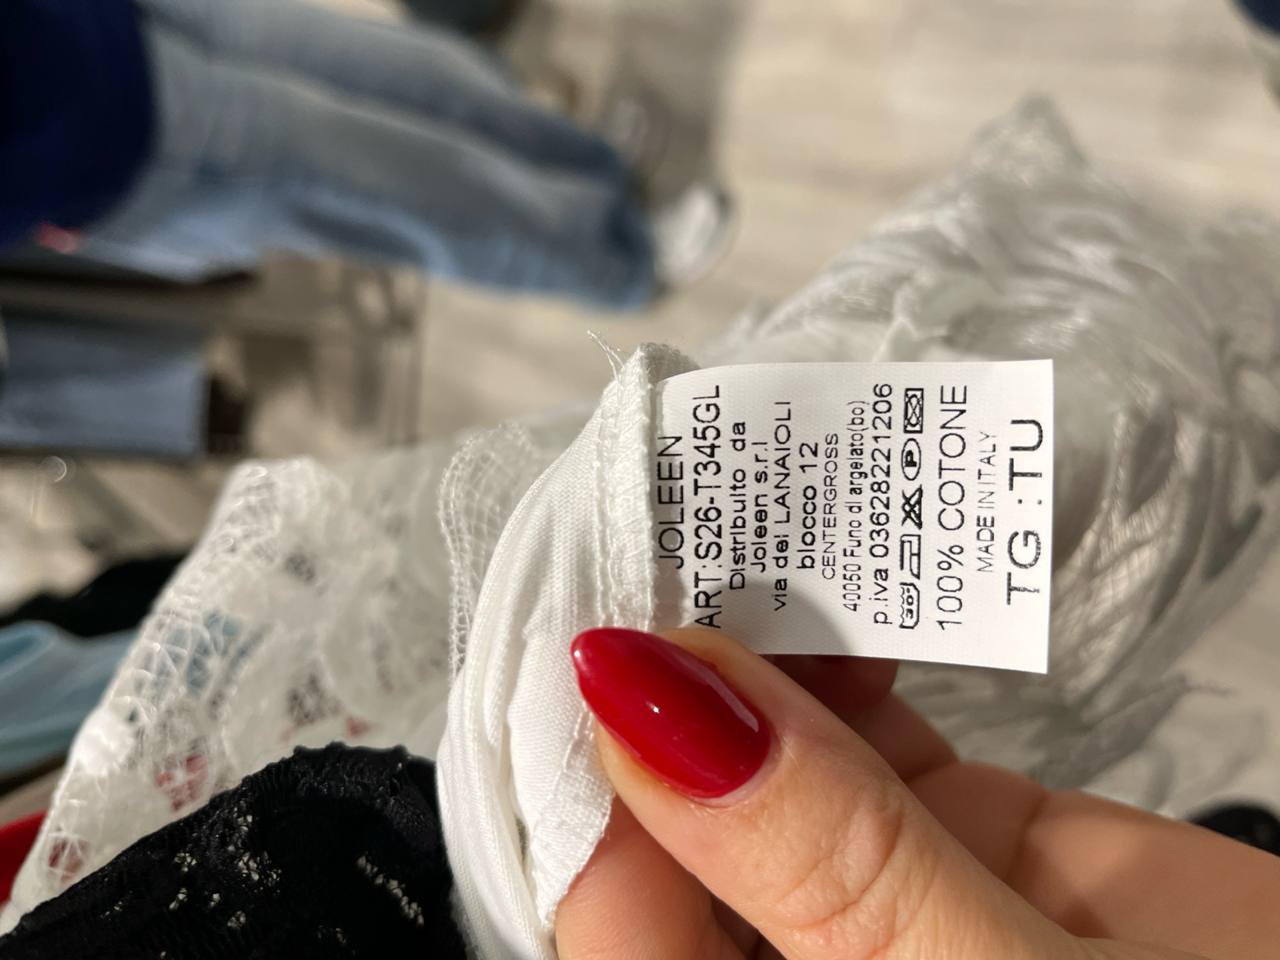 JOLEEN
ART:S26-T345GL
Distribuito da
Joleen s.r.l
via dei LANAIOLI
blocco 12
CENTERGROSS
40050 Funo di argelato(bo)
p.iva 03628221206
P
100% COTONE
MADE IN ITALY
TG :TU